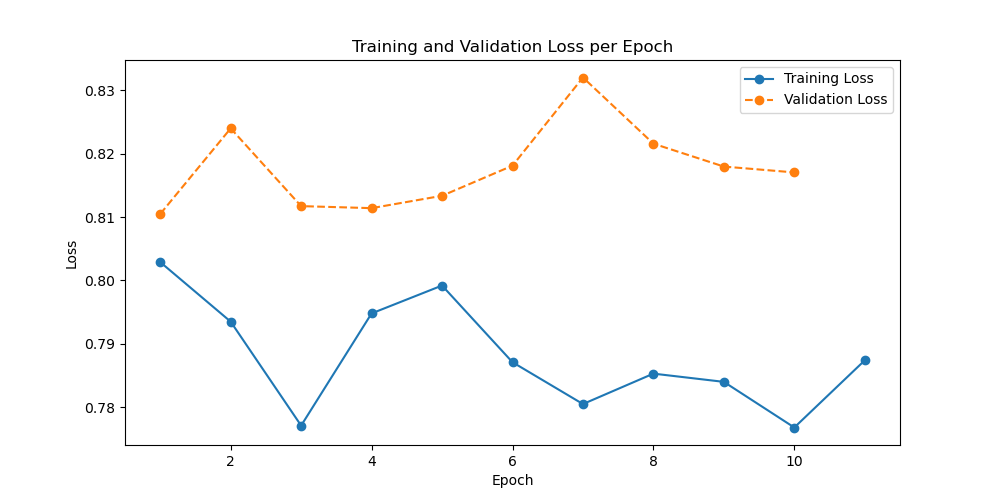 Training and Validation Loss per Epoch
Training Loss
Validation Loss
0.83
0.82
0.81
0.80
0.79
0.78
Loss
2 4 6 8 10
Epoch